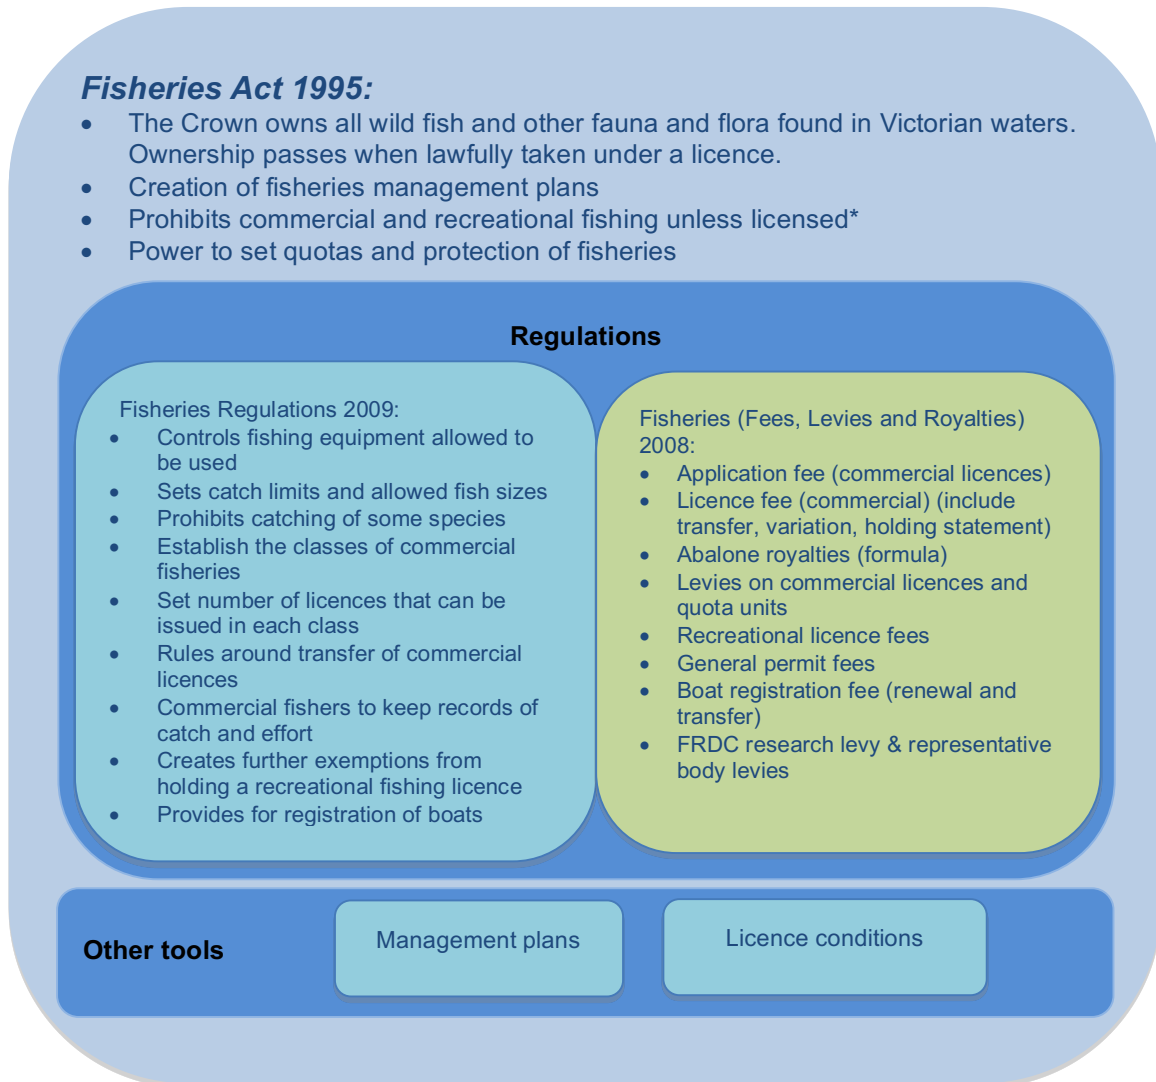 Fisheries Act 1995:
• The Crown owns all wild fish and other fauna and flora found in Victorian waters.
Ownership passes when lawfully taken under a licence.
• Creation of fisheries management plans
• Prohibits commercial and recreational fishing unless licensed*
• Power to set quotas and protection of fisheries
Regulations
Fisheries Regulations 2009:
• Controls fishing equipment allowed to
be used
• Sets catch limits and allowed fish sizes
• Prohibits catching of some species
• Establish the classes of commercial
fisheries
• Set number of licences that can be
issued in each class
• Rules around transfer of commercial
licences
• Commercial fishers to keep records of
catch and effort
• Creates further exemptions from
holding a recreational fishing licence
• Provides for registration of boats
Fisheries (Fees, Levies and Royalties)
2008:
• Application fee (commercial licences)
• Licence fee (commercial) (include
transfer, variation, holding statement)
• Abalone royalties (formula)
• Levies on commercial licences and
quota units
• Recreational licence fees
• General permit fees
• Boat registration fee (renewal and
transfer)
• FRDC research levy & representative
body levies
Other tools
Management plans
Licence conditions